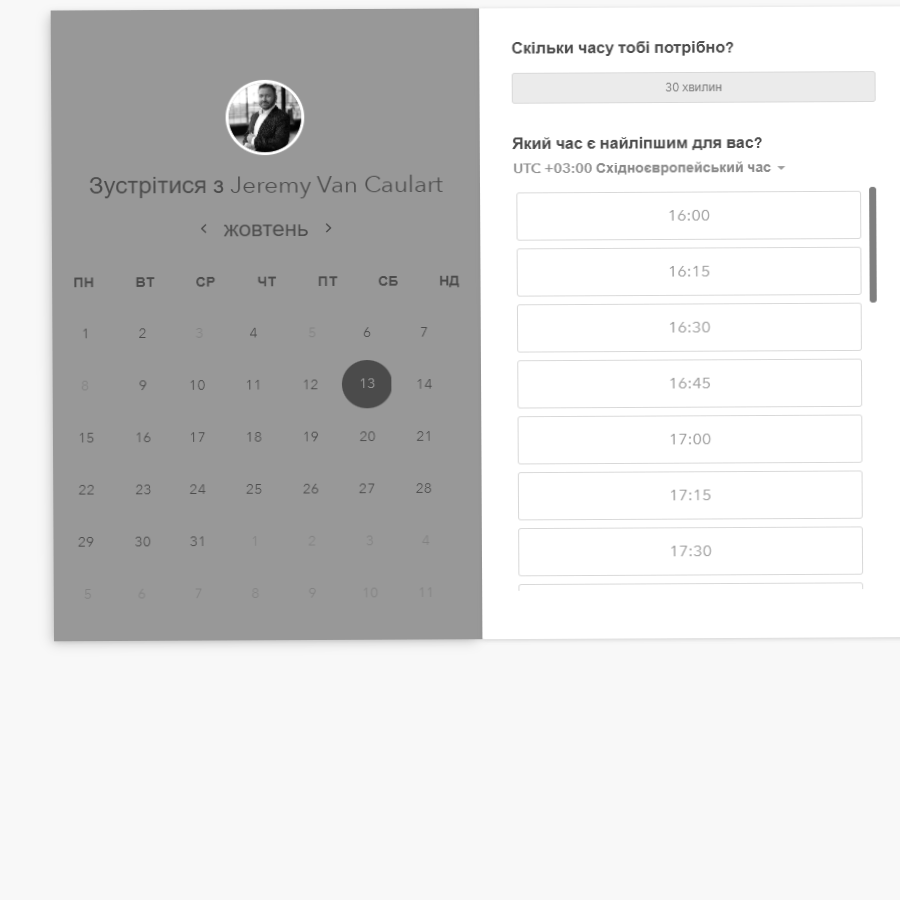 Зустрітися з Jeremy Van Caulart
жовтень
ПН ВТ СР ЧТ ПТ СБ НД
1 2 3 4 5 6 7
8 9 10 11 12 13 14
15 16 17 18 19 20 21
22 23 24 25 26 27 28
29 30 31 1 2 3 4
5 6 7 8 9 10 11
Скільки часу тобі потрібно?
30 хвилин
Який час є найліпшим для вас?
UTC +03:00 Східноєвропейський час
16:00
16:15
16:30
16:45
17:00
17:15
17:30